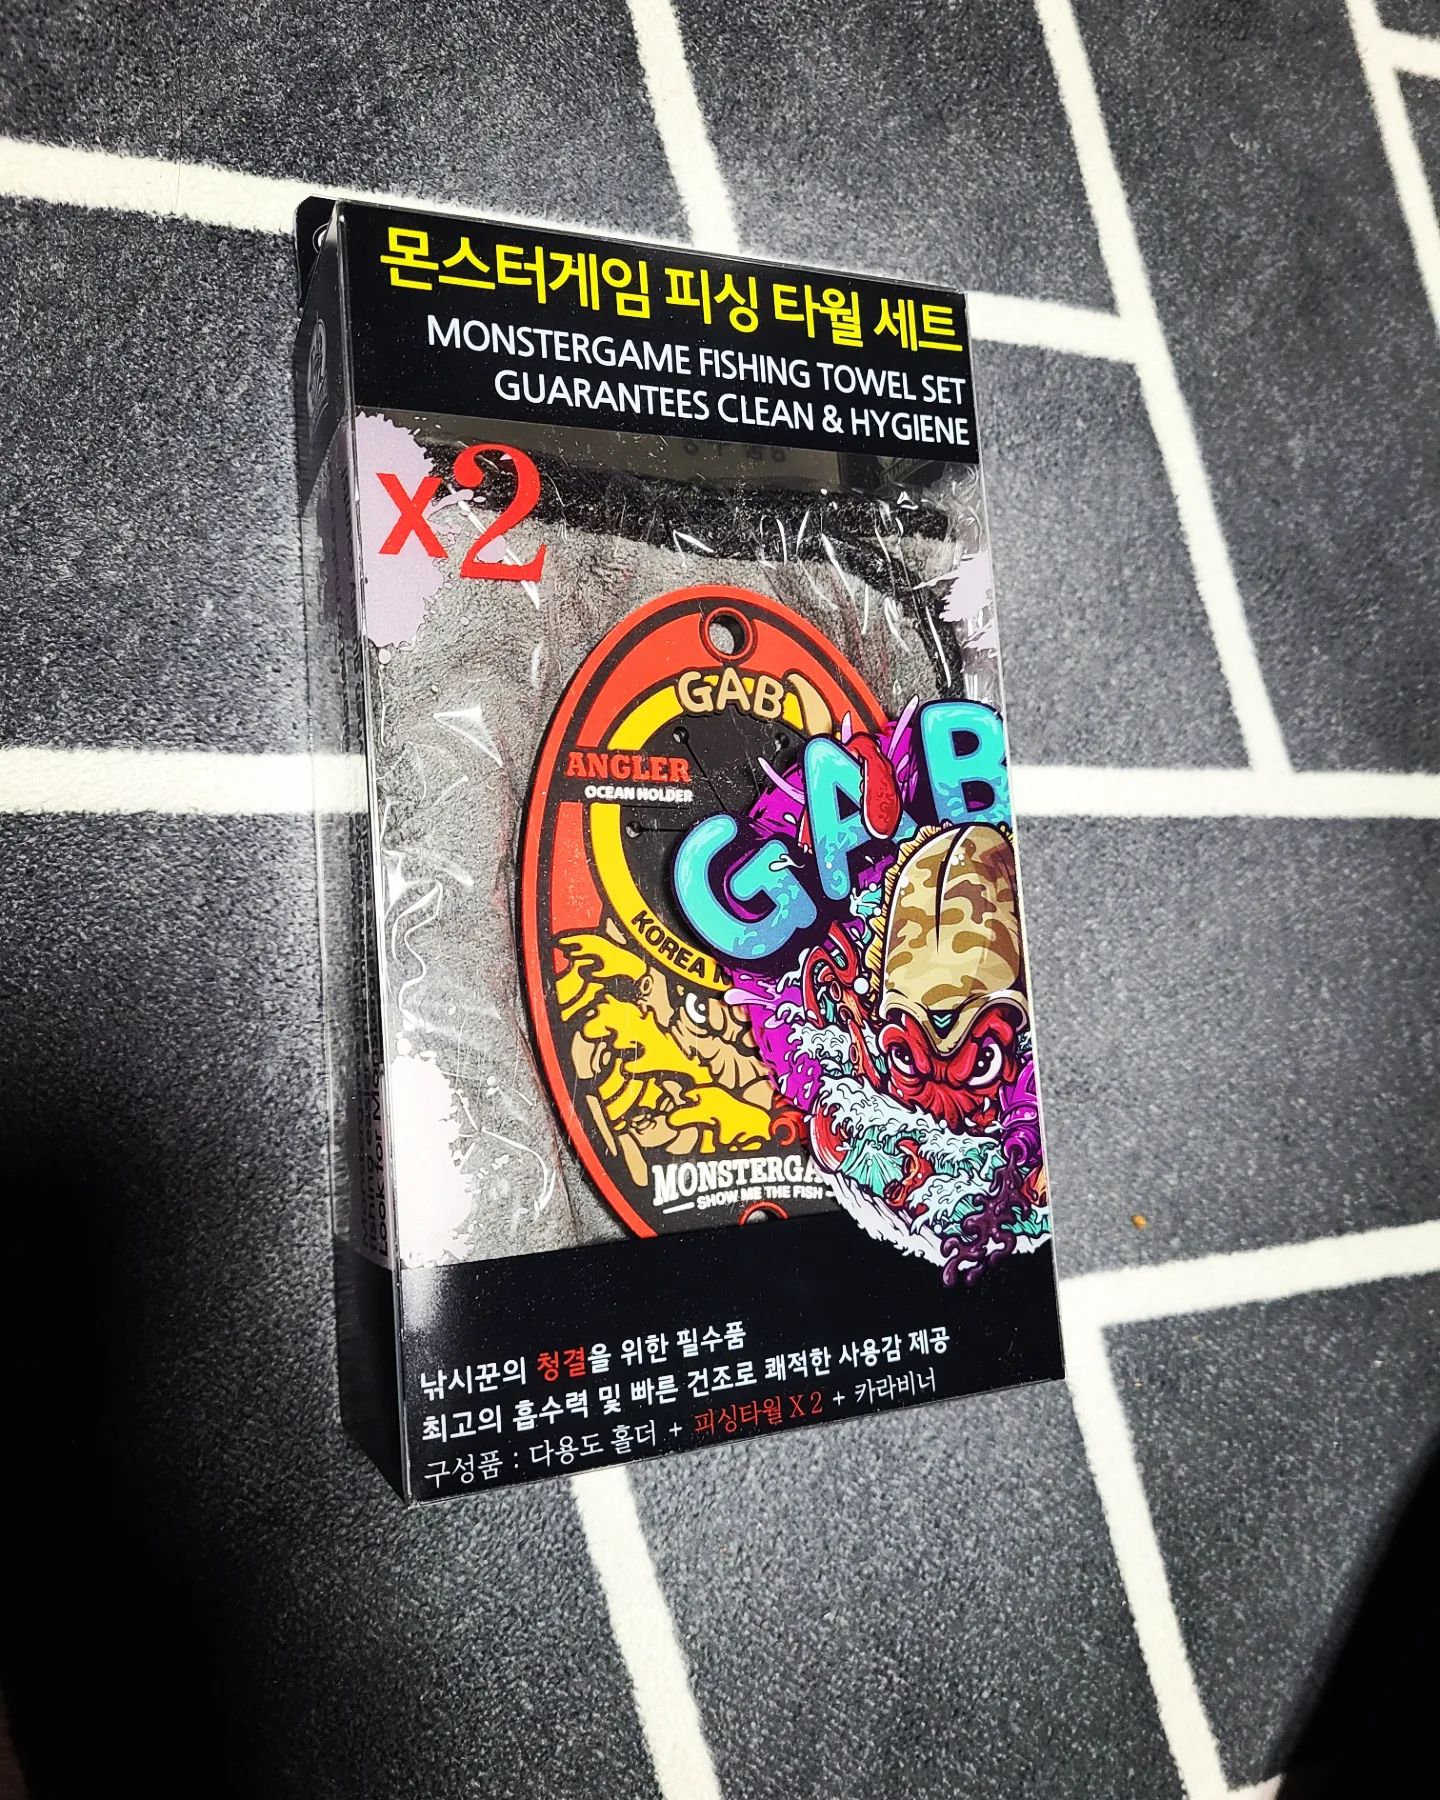 몬스터게임 피싱 타월 세트
MONSTERGAME FISHING TOWEL SET
GUARANTEES CLEAN & HYGIENE
x2
GAB
ANGLER
OCEAN HOLDER
GAB
KOREA
MONSTERGA
SHOW ME THE FISH
Look for
낚시꾼의 청결을 위한 필수품
최고의 흡수력 및 빠른 건조로 쾌적한 사용감 제공
구성품 : 다용도 홀더 + 피싱타월 X 2 + 카라비너